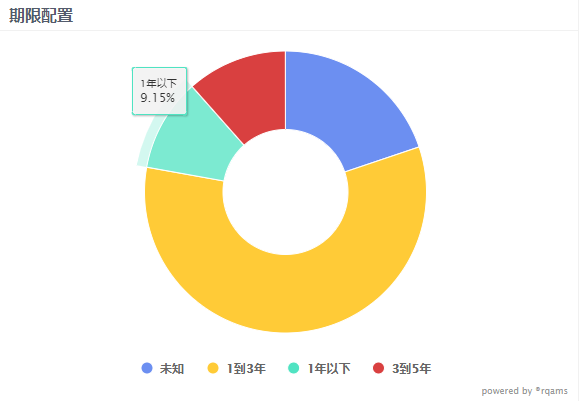 期限配置
1年以下
9.15%
未知 1到3年 1年以下 3到5年
powered by ®rqams